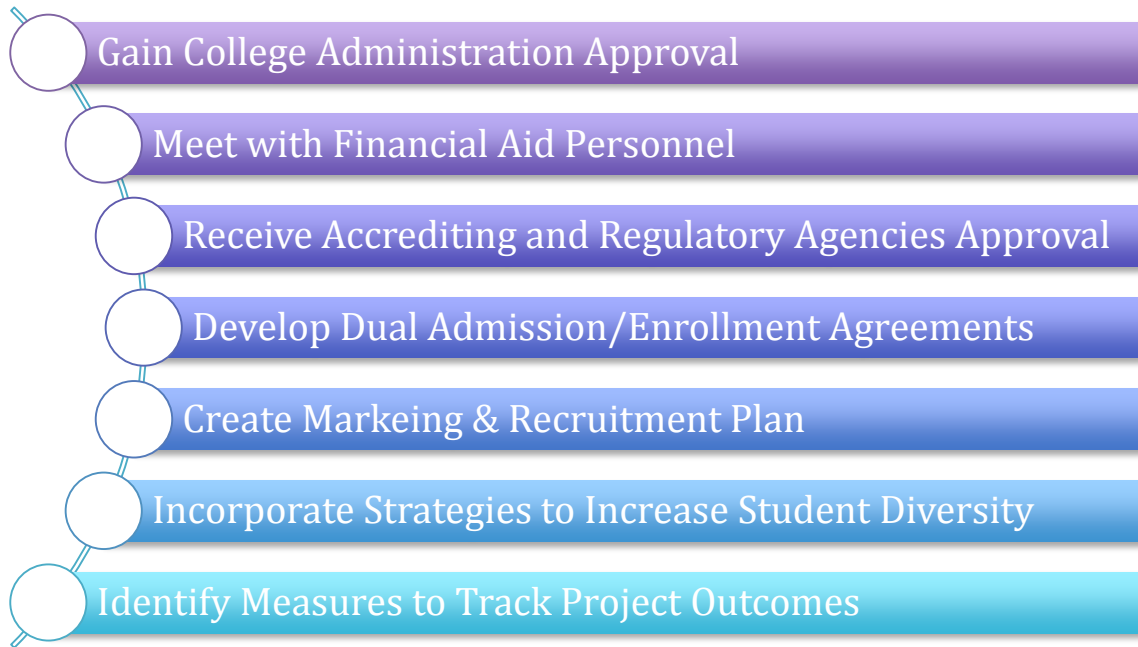 Gain College Administration Approval
Meet with Financial Aid Personnel
Receive Accrediting and Regulatory Agencies Approval
Develop Dual Admission/Enrollment Agreements
Create Markeing & Recruitment Plan
Incorporate Strategies to Increase Student Diversity
Identify Measures to Track Project Outcomes